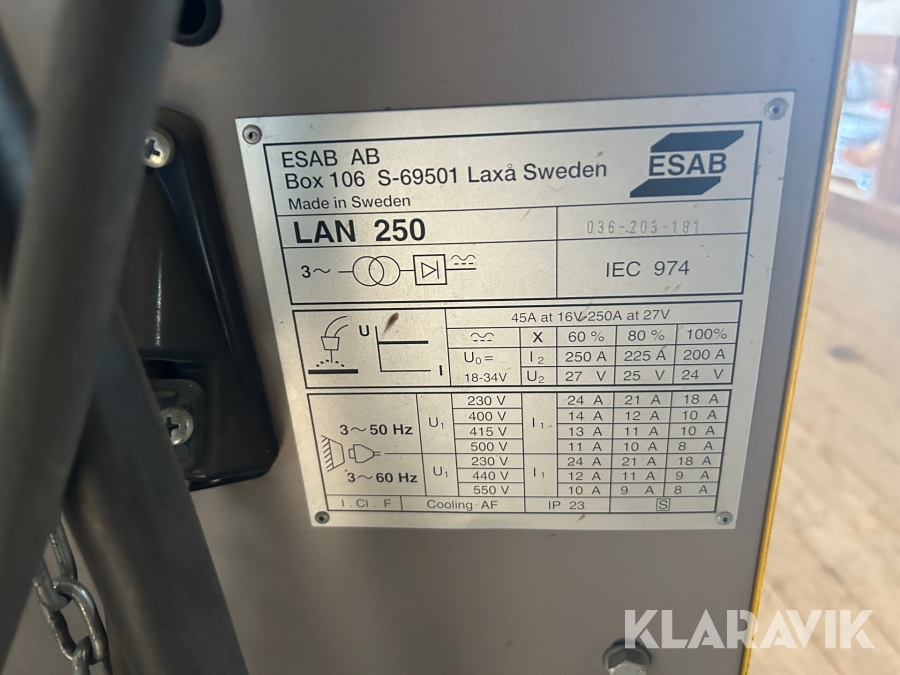 ESAB AB
Box 106 S-69501 Laxå Sweden
Made in Sweden
ESAB
LAN 250
036-203-181
3~
IEC 974
45A at 16V-250A at 27V
X 60 % 80 % 100%
U I
U0= I2 250 A 225 A 200 A
18-34V U2 27 V 25 V 24 V
3~50 Hz U1 I1
230 V 24 A 21 A 18 A
400 V 14 A 12 A 10 A
415 V 13 A 11 A 10 A
500 V 11 A 10 A 8 A
3~60 Hz U1 I1
230 V 24 A 21 A 18 A
440 V 12 A 11 A 9 A
550 V 10 A 9 A 8 A
I. Cl. F Cooling AF IP 23 S
KLARAVIK